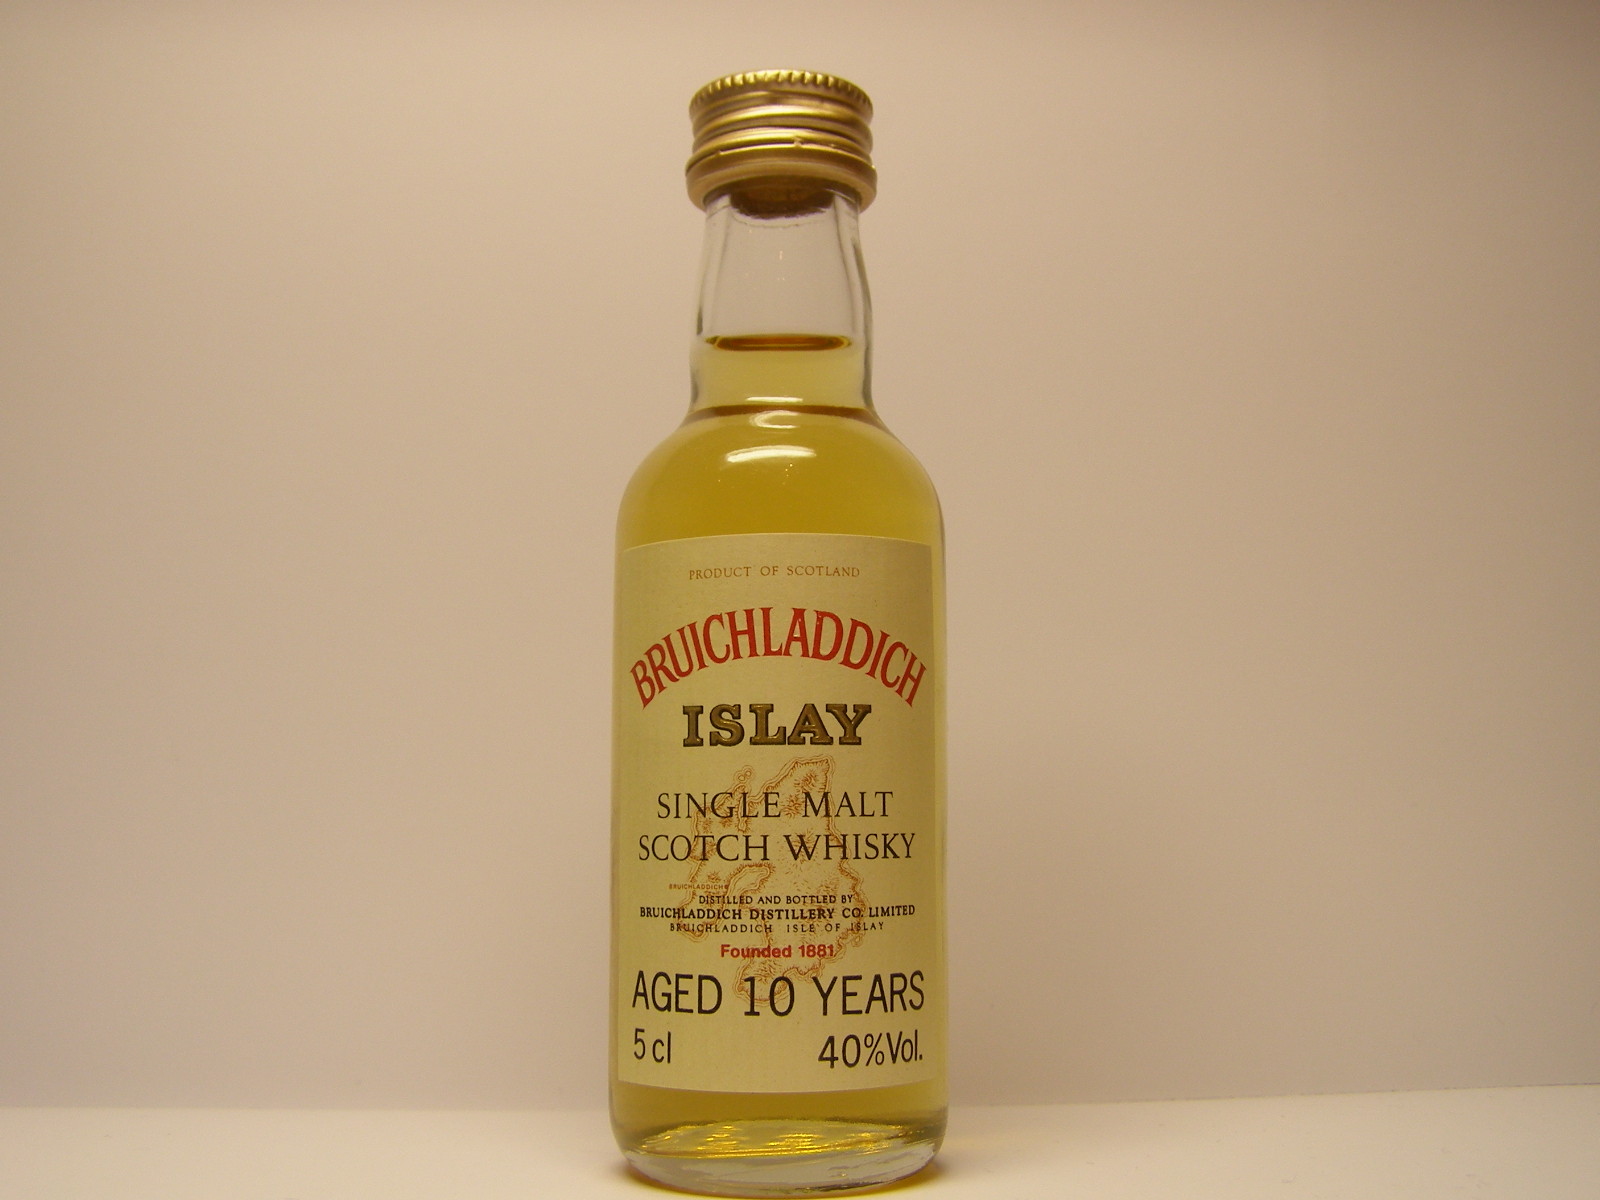 PRODUCT OF SCOTLAND
BRUICHLADDICH
ISLAY
SINGLE MALT
SCOTCH WHISKY
BRUICHLADDICH
DISTILLED AND BOTTLED BY
BRUICHLADDICH DISTILLERY CO. LIMITED
BRUICHLADDICH ISLE OF ISLAY
Founded 1881
AGED 10 YEARS
5 cl 40%Vol.